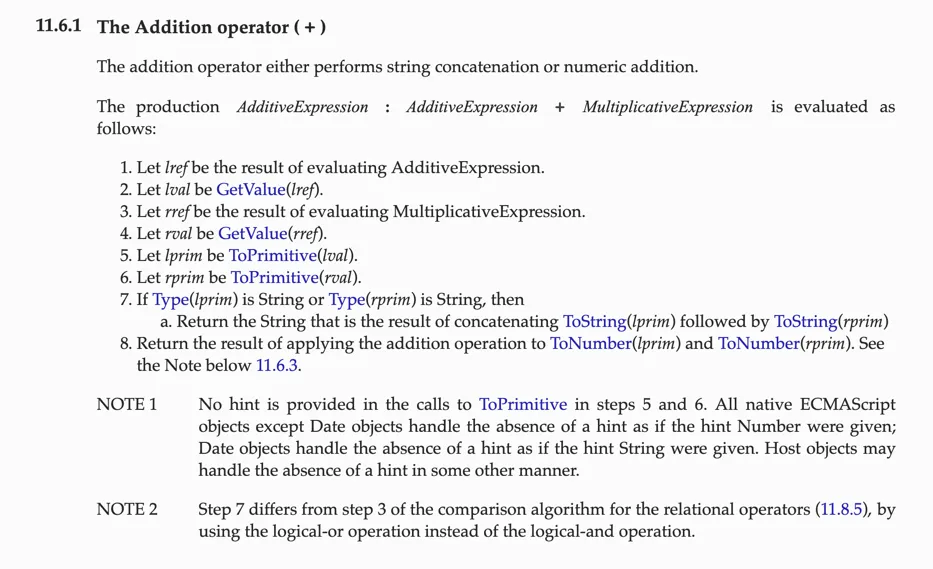 11.6.1 The Addition operator ( + )
The addition operator either performs string concatenation or numeric addition.
The production AdditiveExpression : AdditiveExpression + MultiplicativeExpression is evaluated as
follows:
1. Let lref be the result of evaluating AdditiveExpression.
2. Let lval be GetValue(lref).
3. Let rref be the result of evaluating MultiplicativeExpression.
4. Let rval be GetValue(rref).
5. Let lprim be ToPrimitive(lval).
6. Let rprim be ToPrimitive(rval).
7. If Type(lprim) is String or Type(rprim) is String, then
a. Return the String that is the result of concatenating ToString(lprim) followed by ToString(rprim)
8. Return the result of applying the addition operation to ToNumber(lprim) and ToNumber(rprim). See
the Note below 11.6.3.
NOTE 1 No hint is provided in the calls to ToPrimitive in steps 5 and 6. All native ECMAScript
objects except Date objects handle the absence of a hint as if the hint Number were given;
Date objects handle the absence of a hint as if the hint String were given. Host objects may
handle the absence of a hint in some other manner.
NOTE 2 Step 7 differs from step 3 of the comparison algorithm for the relational operators (11.8.5), by
using the logical-or operation instead of the logical-and operation.